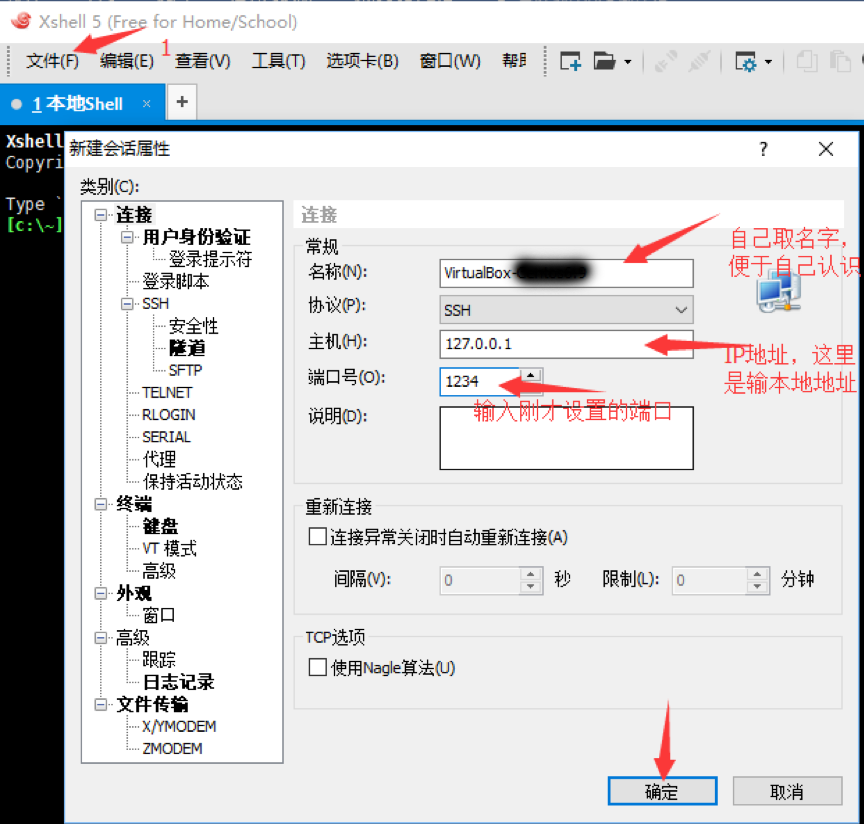 Xshell 5 (Free for Home/School)
文件(F) 编辑(E) 查看(V) 工具(T) 选项卡(B) 窗口(W) 帮
1
1 本地Shell × +
Xshell
Copyri
Type `
[c:\~]
新建会话属性 ? ×
类别(C):
连接
用户身份验证
登录提示符
登录脚本
SSH
安全性
隧道
SFTP
TELNET
RLOGIN
SERIAL
代理
保持活动状态
终端
键盘
VT 模式
高级
外观
窗口
高级
跟踪
日志记录
文件传输
X/YMODEM
ZMODEM
连接
常规
名称(N): VirtualBox-
自己取名字，
便于自己认识
协议(P): SSH
主机(H): 127.0.0.1
IP地址，这里
是输本地地址
端口号(O): 1234
输入刚才设置的端口
说明(D):
重新连接
连接异常关闭时自动重新连接(A)
间隔(V): 0 秒 限制(L): 0 分钟
TCP选项
使用Nagle算法(U)
确定 取消